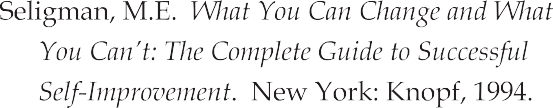 Seligman, M.E. What You Can Change and What
You Can't: The Complete Guide to Successful
Self-Improvement. New York: Knopf, 1994.